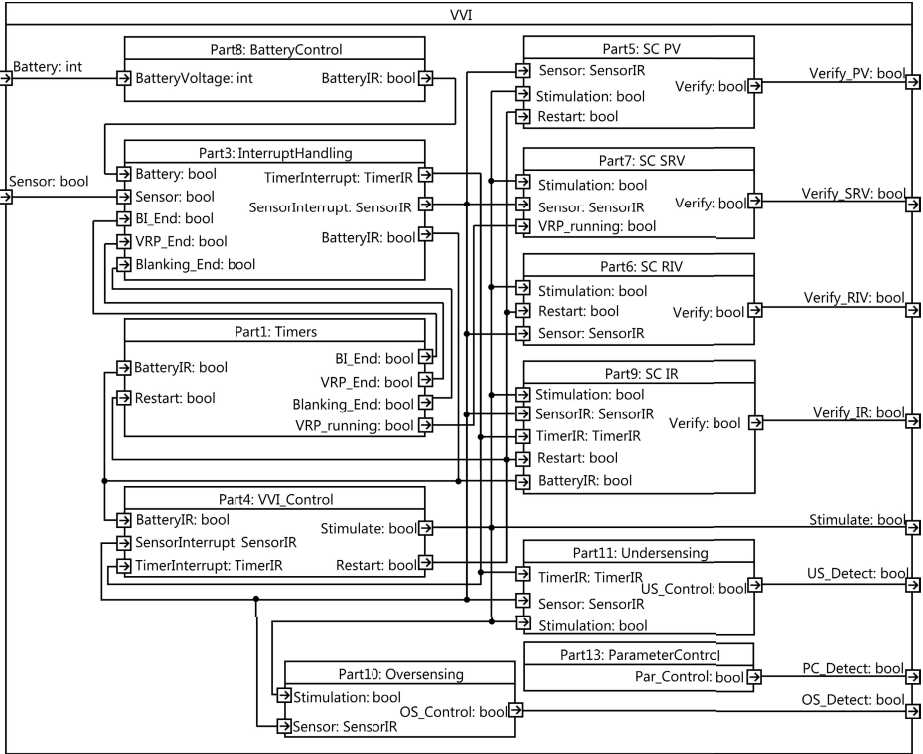 VVI
Battery: int
Sensor: bool
Part8: BatteryControl
BatteryVoltage: int
BatteryIR: bool
Part3: InterruptHandling
Battery: bool
Sensor: bool
BI_End: bool
VRP_End: bool
Blanking_End: bool
TimerInterrupt: TimerIR
SensorInterrupt: SensorIR
BatteryIR: bool
Part1: Timers
BatteryIR: bool
Restart: bool
BI_End: bool
VRP_End: bool
Blanking_End: bool
VRP_running: bool
Part4: VVI_Control
BatteryIR: bool
SensorInterrupt SensorIR
TimerInterrupt: TimerIR
Stimulate: bool
Restart: bool
Part10: Oversensing
Stimulation: bool
Sensor: SensorIR
OS_Control: bool
Part5: SC PV
Sensor: SensorIR
Stimulation: bool
Restart: bool
Verify: bool
Part7: SC SRV
Stimulation: bool
Sensor: SensorIR
VRP_running: bool
Verify: bool
Part6: SC RIV
Stimulation: bool
Restart: bool
Sensor: SensorIR
Verify: bool
Part9: SC IR
Stimulation: bool
SensorIR: SensorIR
TimerIR: TimerIR
Restart: bool
BatteryIR: bool
Verify: bool
Part11: Undersensing
TimerIR: TimerIR
Sensor: SensorIR
Stimulation: bool
US_Control: bool
Part13: ParameterControl
Par_Control: bool
Verify_PV: bool
Verify_SRV: bool
Verify_RIV: bool
Verify_IR: bool
Stimulate: bool
US_Detect: bool
PC_Detect: bool
OS_Detect: bool